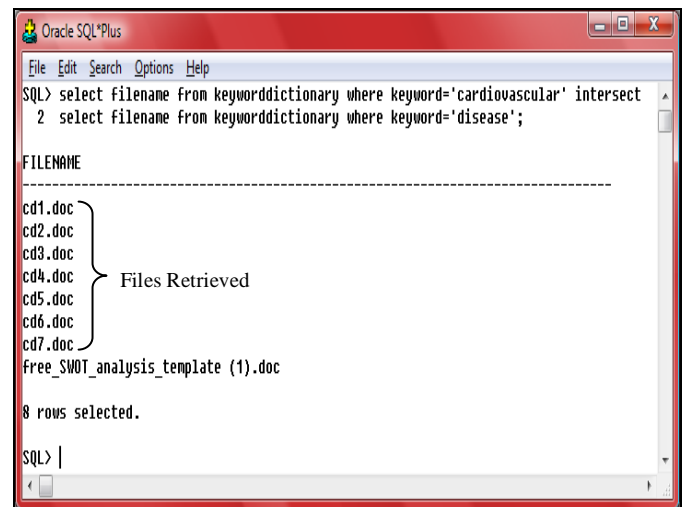 Oracle SQL*Plus
File Edit Search Options Help
SQL> select filename from keyworddictionary where keyword='cardiovascular' intersect
2 select filename from keyworddictionary where keyword='disease';
FILENAME
--------------------------------------------------------------------------------
cd1.doc
cd2.doc
cd3.doc
cd4.doc
Files Retrieved
cd5.doc
cd6.doc
cd7.doc
free_SWOT_analysis_template (1).doc
8 rows selected.
SQL>